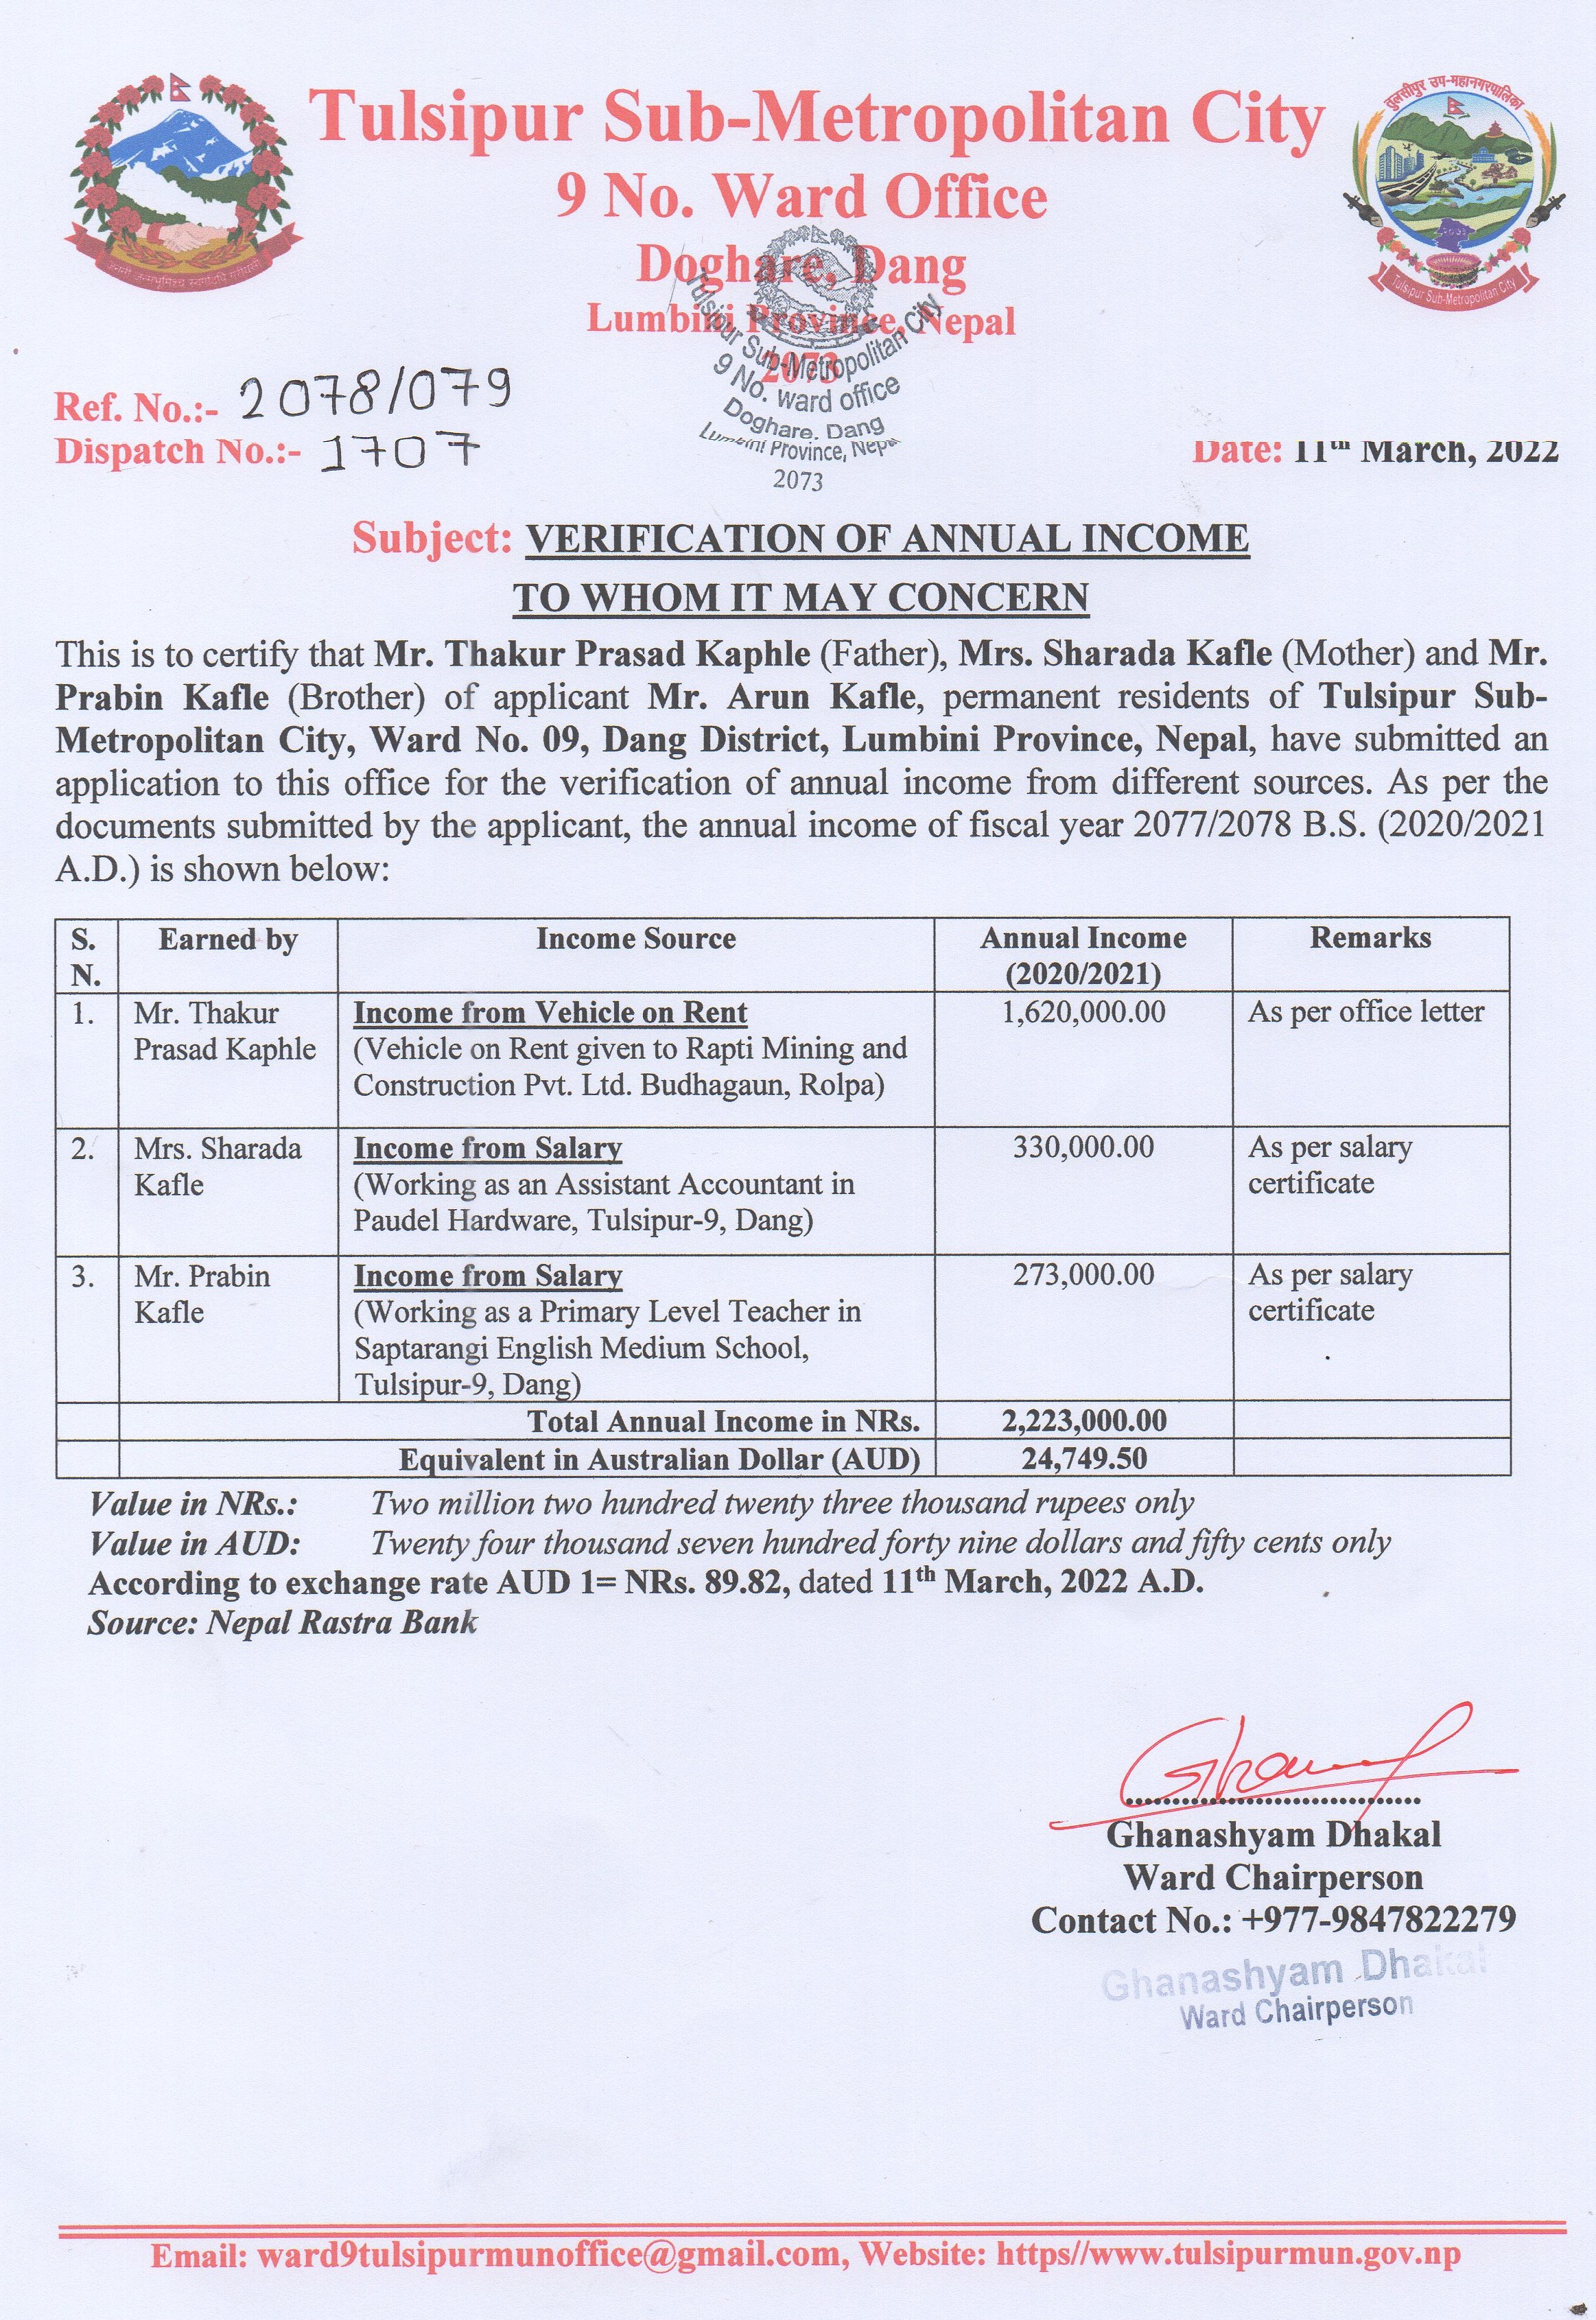 Tulsipur Sub-Metropolitan City
9 No. Ward Office
Doghare, Dang
Lumbini Province, Nepal
2073
तुलसीपुर उप-महानगरपालिका
Tulsipur Sub-Metropolitan City
Tulsipur Sub-Metropolitan City
9 No. ward office
Doghare, Dang
Lumbini Province, Nepal
2073
Ref. No.:- 2078/079
Dispatch No.:- 1707
Date: 11th March, 2022
Subject: VERIFICATION OF ANNUAL INCOME
TO WHOM IT MAY CONCERN
This is to certify that Mr. Thakur Prasad Kaphle (Father), Mrs. Sharada Kafle (Mother) and Mr.
Prabin Kafle (Brother) of applicant Mr. Arun Kafle, permanent residents of Tulsipur Sub-
Metropolitan City, Ward No. 09, Dang District, Lumbini Province, Nepal, have submitted an
application to this office for the verification of annual income from different sources. As per the
documents submitted by the applicant, the annual income of fiscal year 2077/2078 B.S. (2020/2021
A.D.) is shown below:
S. N. Earned by Income Source Annual Income (2020/2021) Remarks
1. Mr. Thakur Income from Vehicle on Rent 1,620,000.00 As per office letter
Prasad Kaphle (Vehicle on Rent given to Rapti Mining and
Construction Pvt. Ltd. Budhagaun, Rolpa)
2. Mrs. Sharada Income from Salary 330,000.00 As per salary
Kafle (Working as an Assistant Accountant in certificate
Paudel Hardware, Tulsipur-9, Dang)
3. Mr. Prabin Income from Salary 273,000.00 As per salary
Kafle (Working as a Primary Level Teacher in certificate
Saptarangi English Medium School,
Tulsipur-9, Dang)
Total Annual Income in NRs. 2,223,000.00
Equivalent in Australian Dollar (AUD) 24,749.50
Value in NRs.: Two million two hundred twenty three thousand rupees only
Value in AUD: Twenty four thousand seven hundred forty nine dollars and fifty cents only
According to exchange rate AUD 1= NRs. 89.82, dated 11th March, 2022 A.D.
Source: Nepal Rastra Bank
Ghanashyam Dhakal
Ward Chairperson
Contact No.: +977-9847822279
Ghanashyam Dhakal
Ward Chairperson
Email: ward9tulsipurmunoffice@gmail.com, Website: https//www.tulsipurmun.gov.np